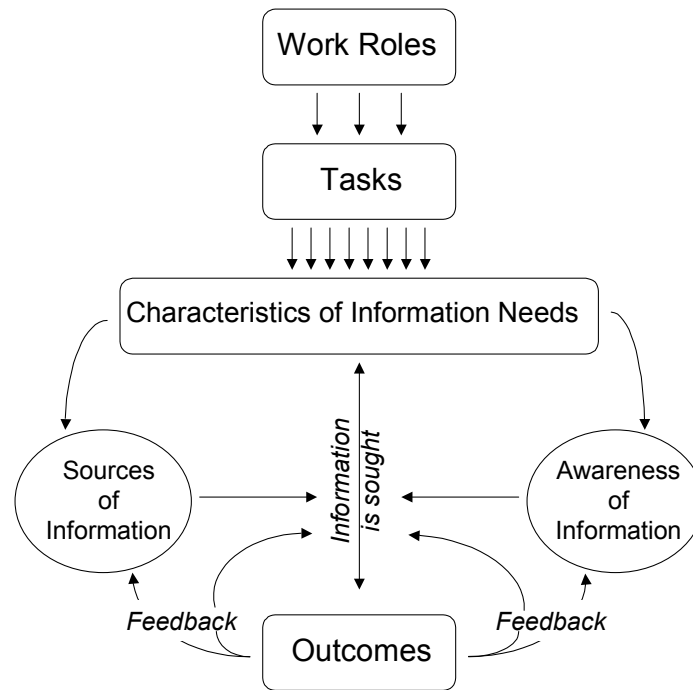 Work Roles
Tasks
Characteristics of Information Needs
Sources
of
Information
Information
is sought
Awareness
of
Information
Feedback
Feedback
Outcomes